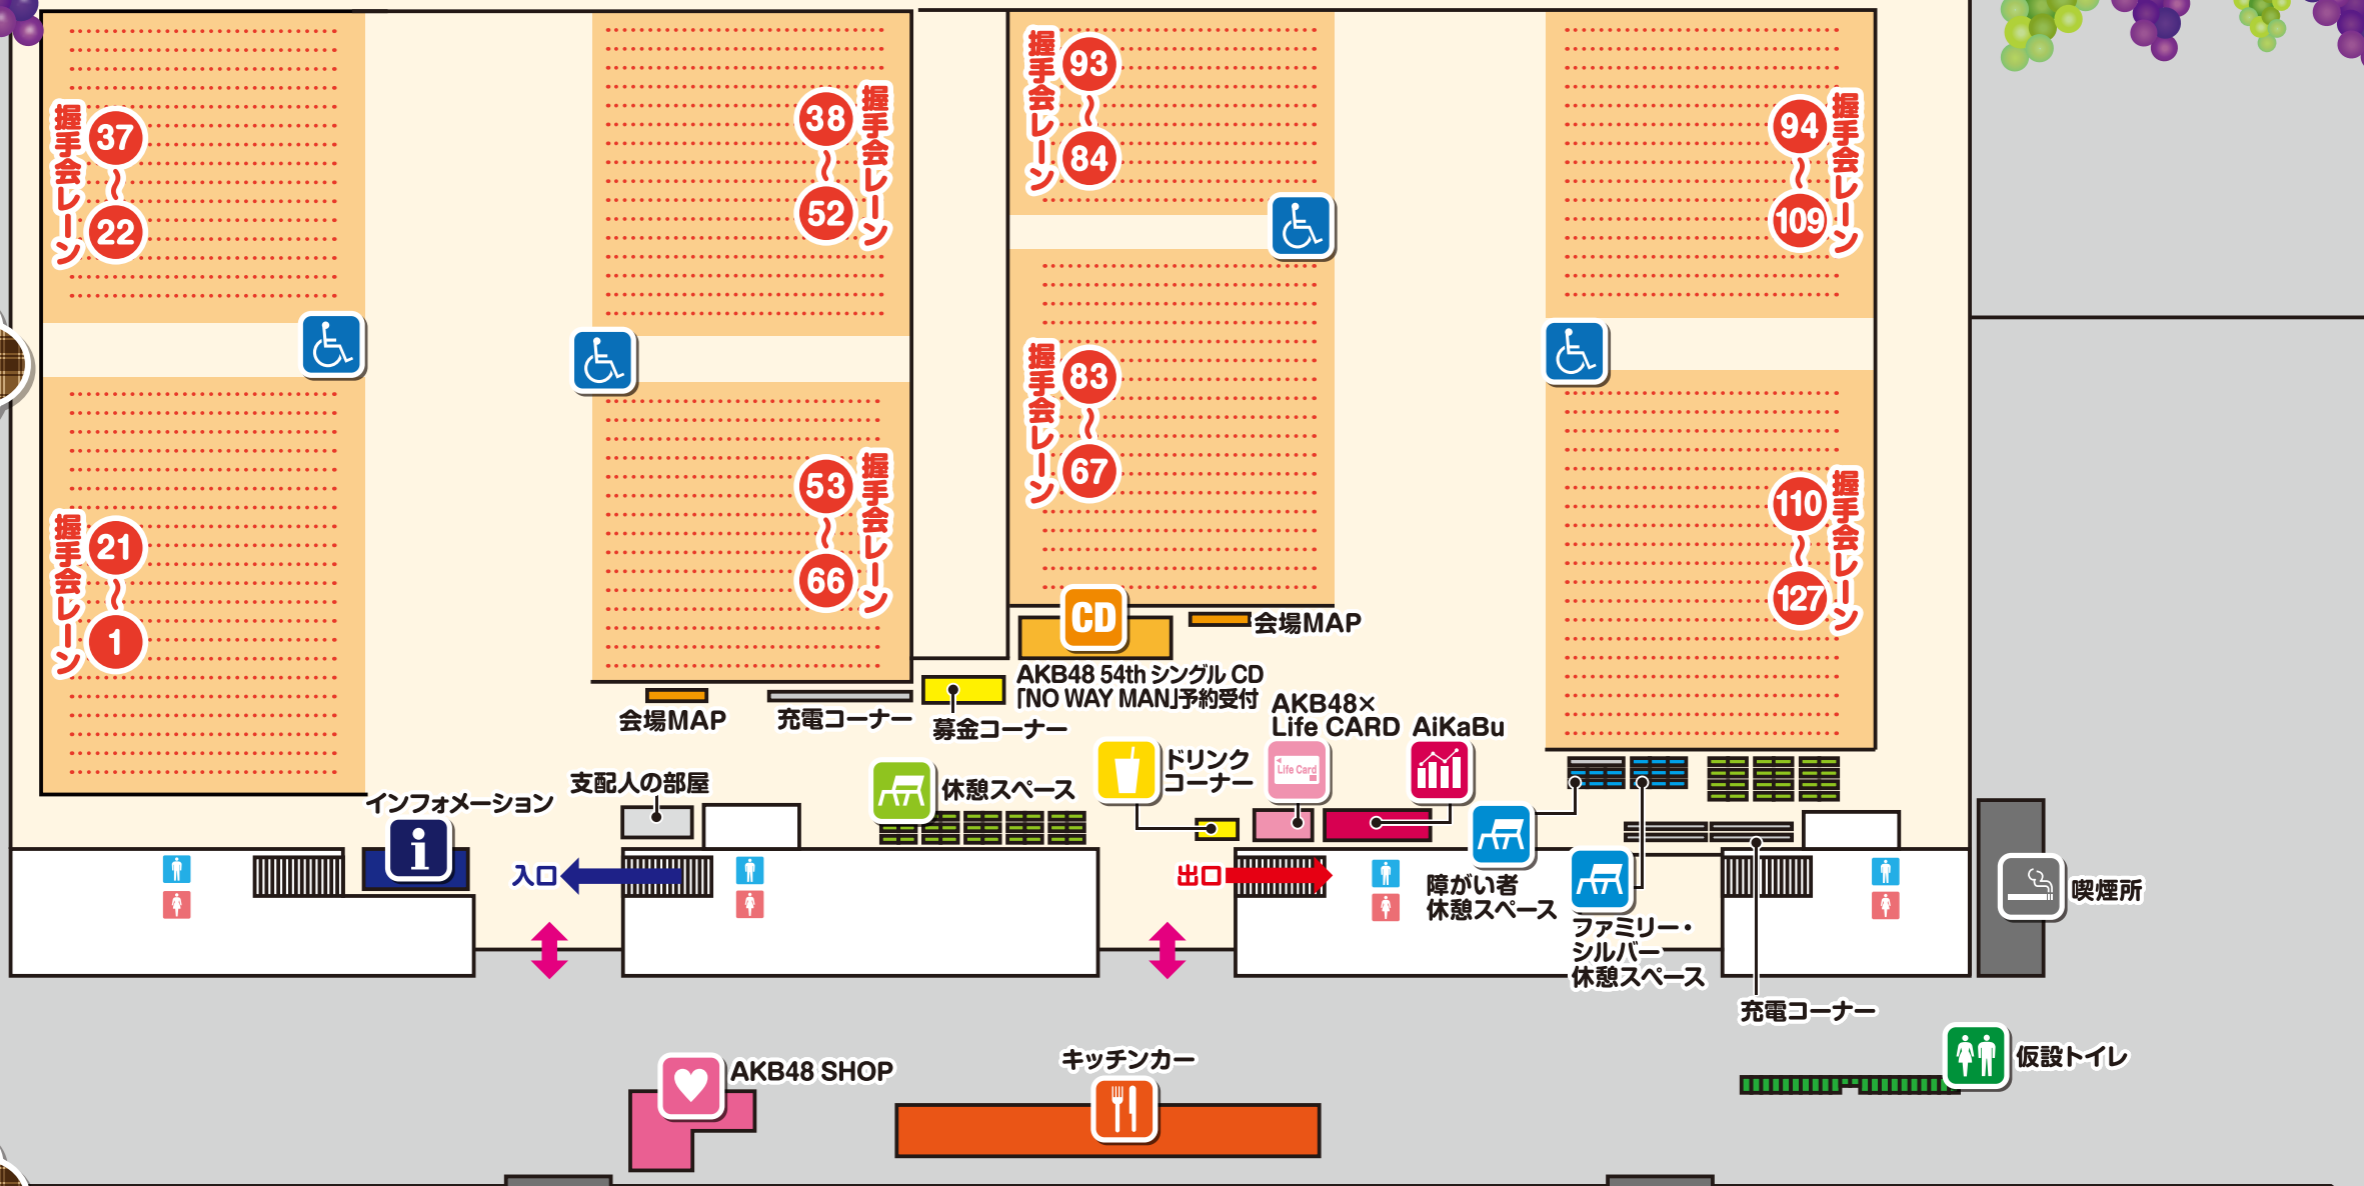 握手会レーン
37
〜
22
38
〜
52
握手会レーン
握手会レーン
93
〜
84
94
〜
109
握手会レーン
握手会レーン
21
〜
1
53
〜
66
握手会レーン
握手会レーン
83
〜
67
110
〜
127
握手会レーン
CD
会場MAP
AKB48 54th シングル CD
「NO WAY MAN」予約受付
会場MAP
充電コーナー
募金コーナー
AKB48×
Life CARD
AiKaBu
インフォメーション
i
支配人の部屋
休憩スペース
ドリンク
コーナー
Life Card
入口
出口
障がい者
休憩スペース
ファミリー・
シルバー
休憩スペース
充電コーナー
喫煙所
AKB48 SHOP
キッチンカー
仮設トイレ